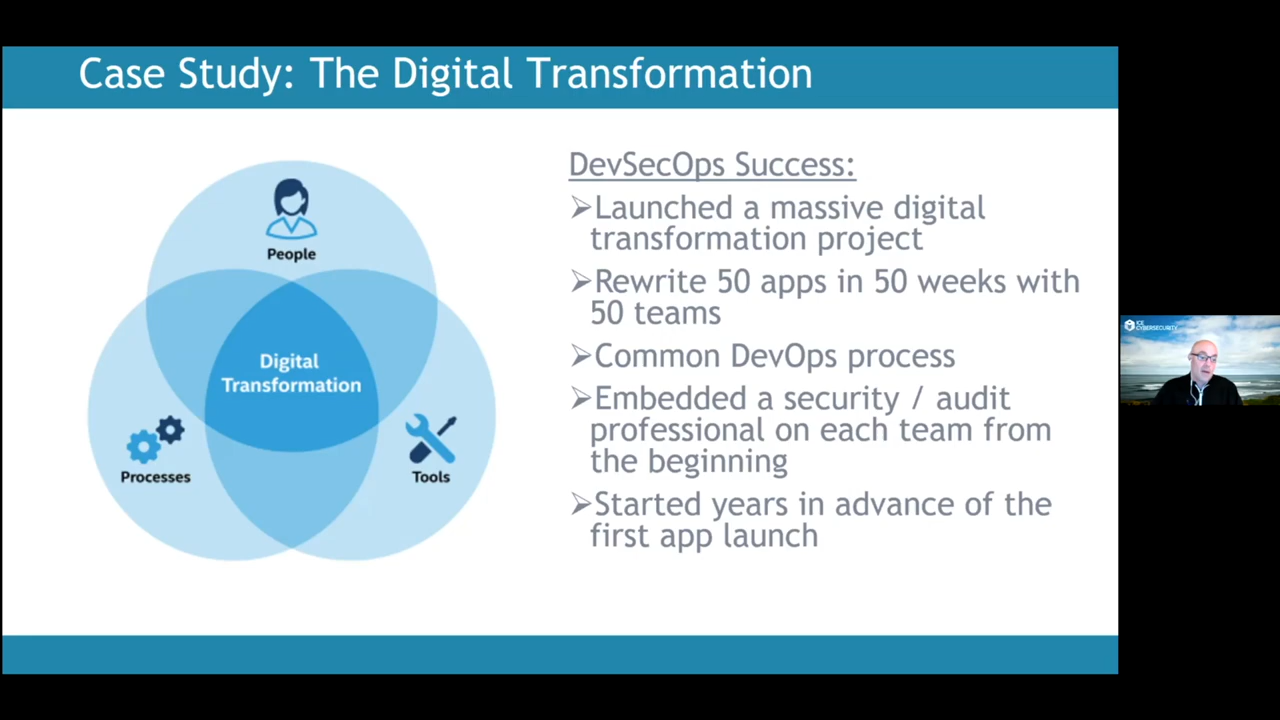 Case Study: The Digital Transformation
People
Digital
Transformation
Processes
Tools
DevSecOps Success:
➢Launched a massive digital
transformation project
➢Rewrite 50 apps in 50 weeks with
50 teams
➢Common DevOps process
➢Embedded a security / audit
professional on each team from
the beginning
➢Started years in advance of the
first app launch
ICE
CYBERSECURITY